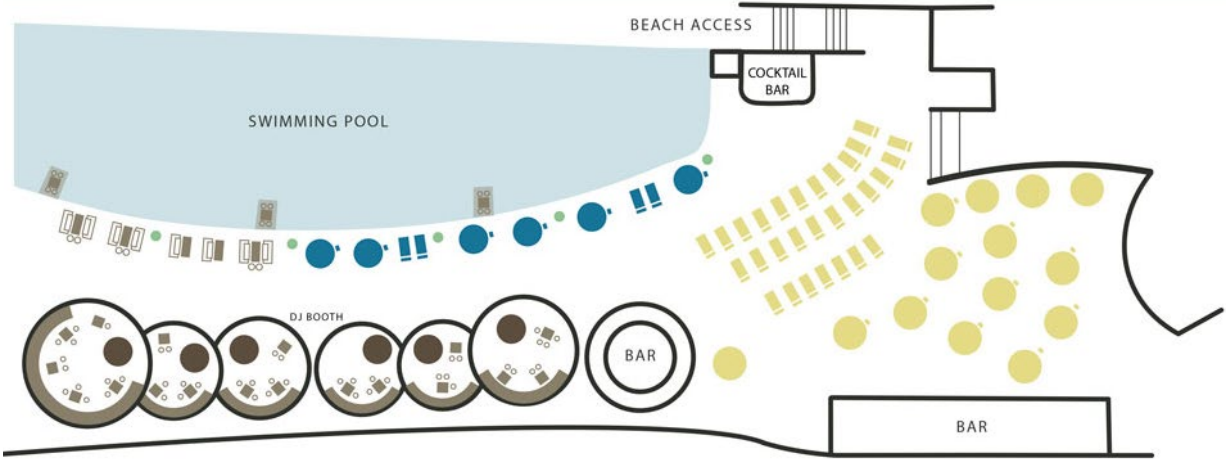 BEACH ACCESS
COCKTAIL
BAR
SWIMMING POOL
DJ BOOTH
BAR
BAR